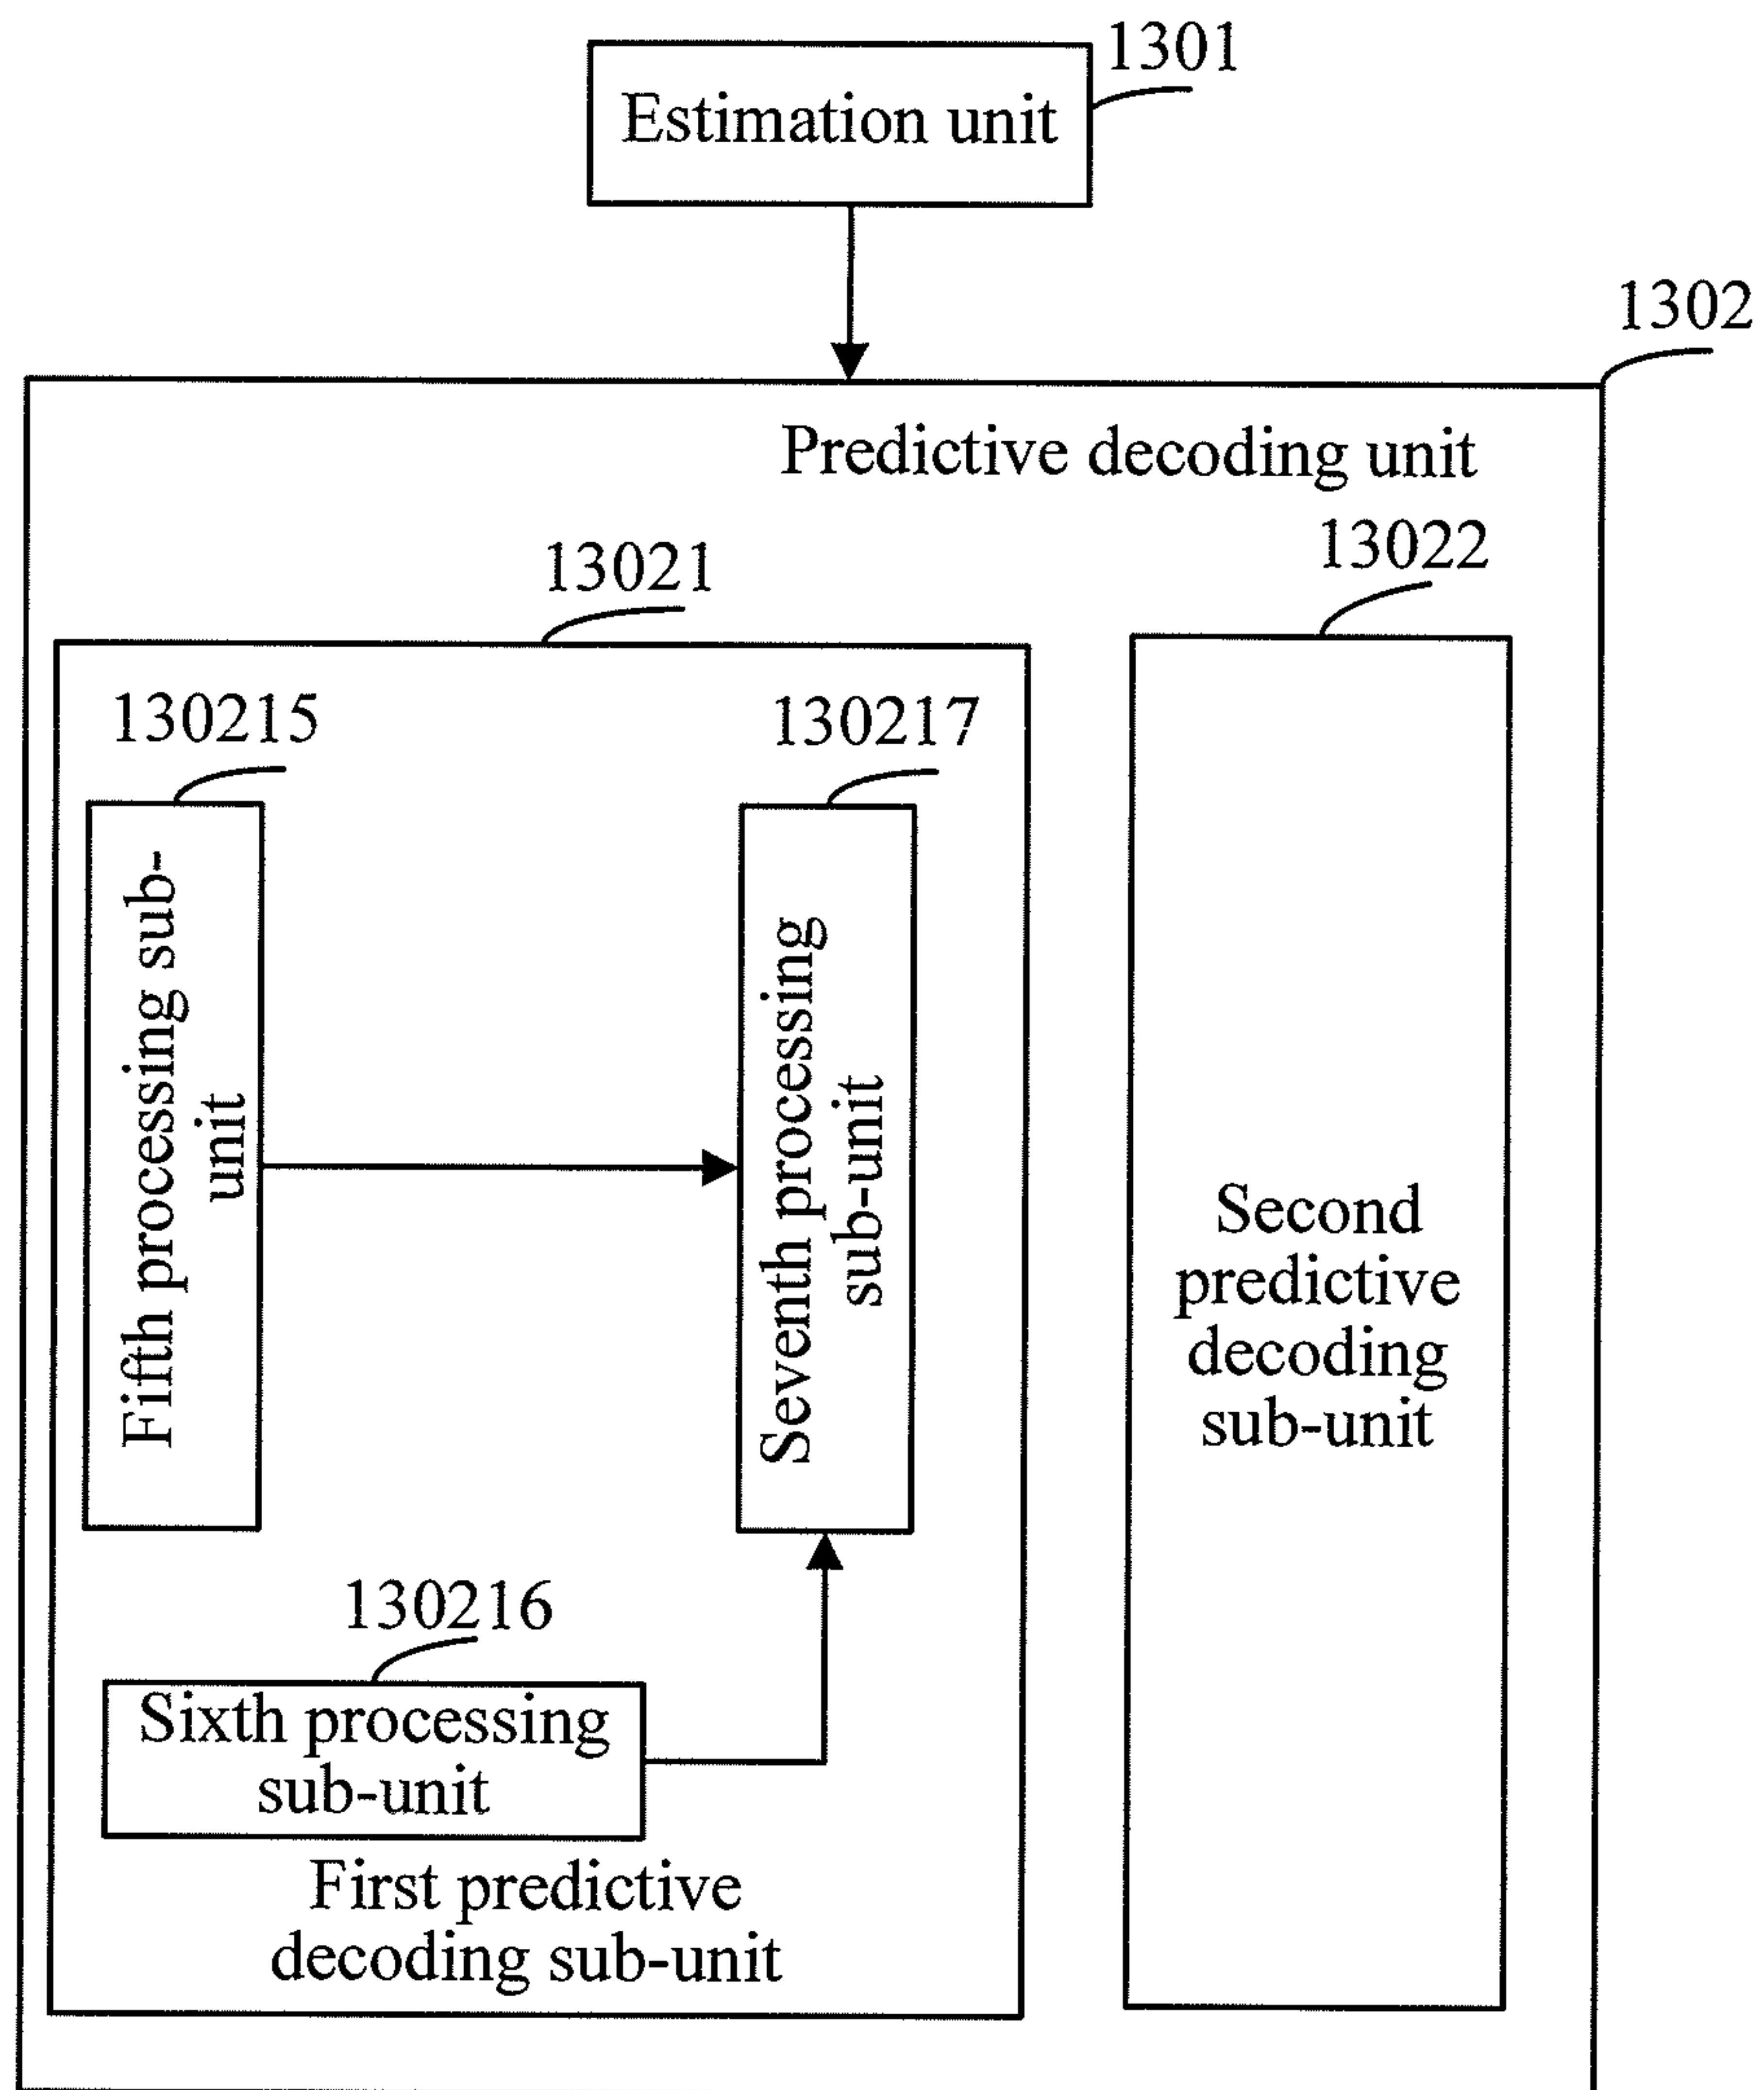 1301
Estimation unit
1302
Predictive decoding unit
13021
13022
130215
130217
Fifth processing sub-
unit
Seventh processing
sub-unit
Second
predictive
decoding
sub-unit
130216
Sixth processing
sub-unit
First predictive
decoding sub-unit